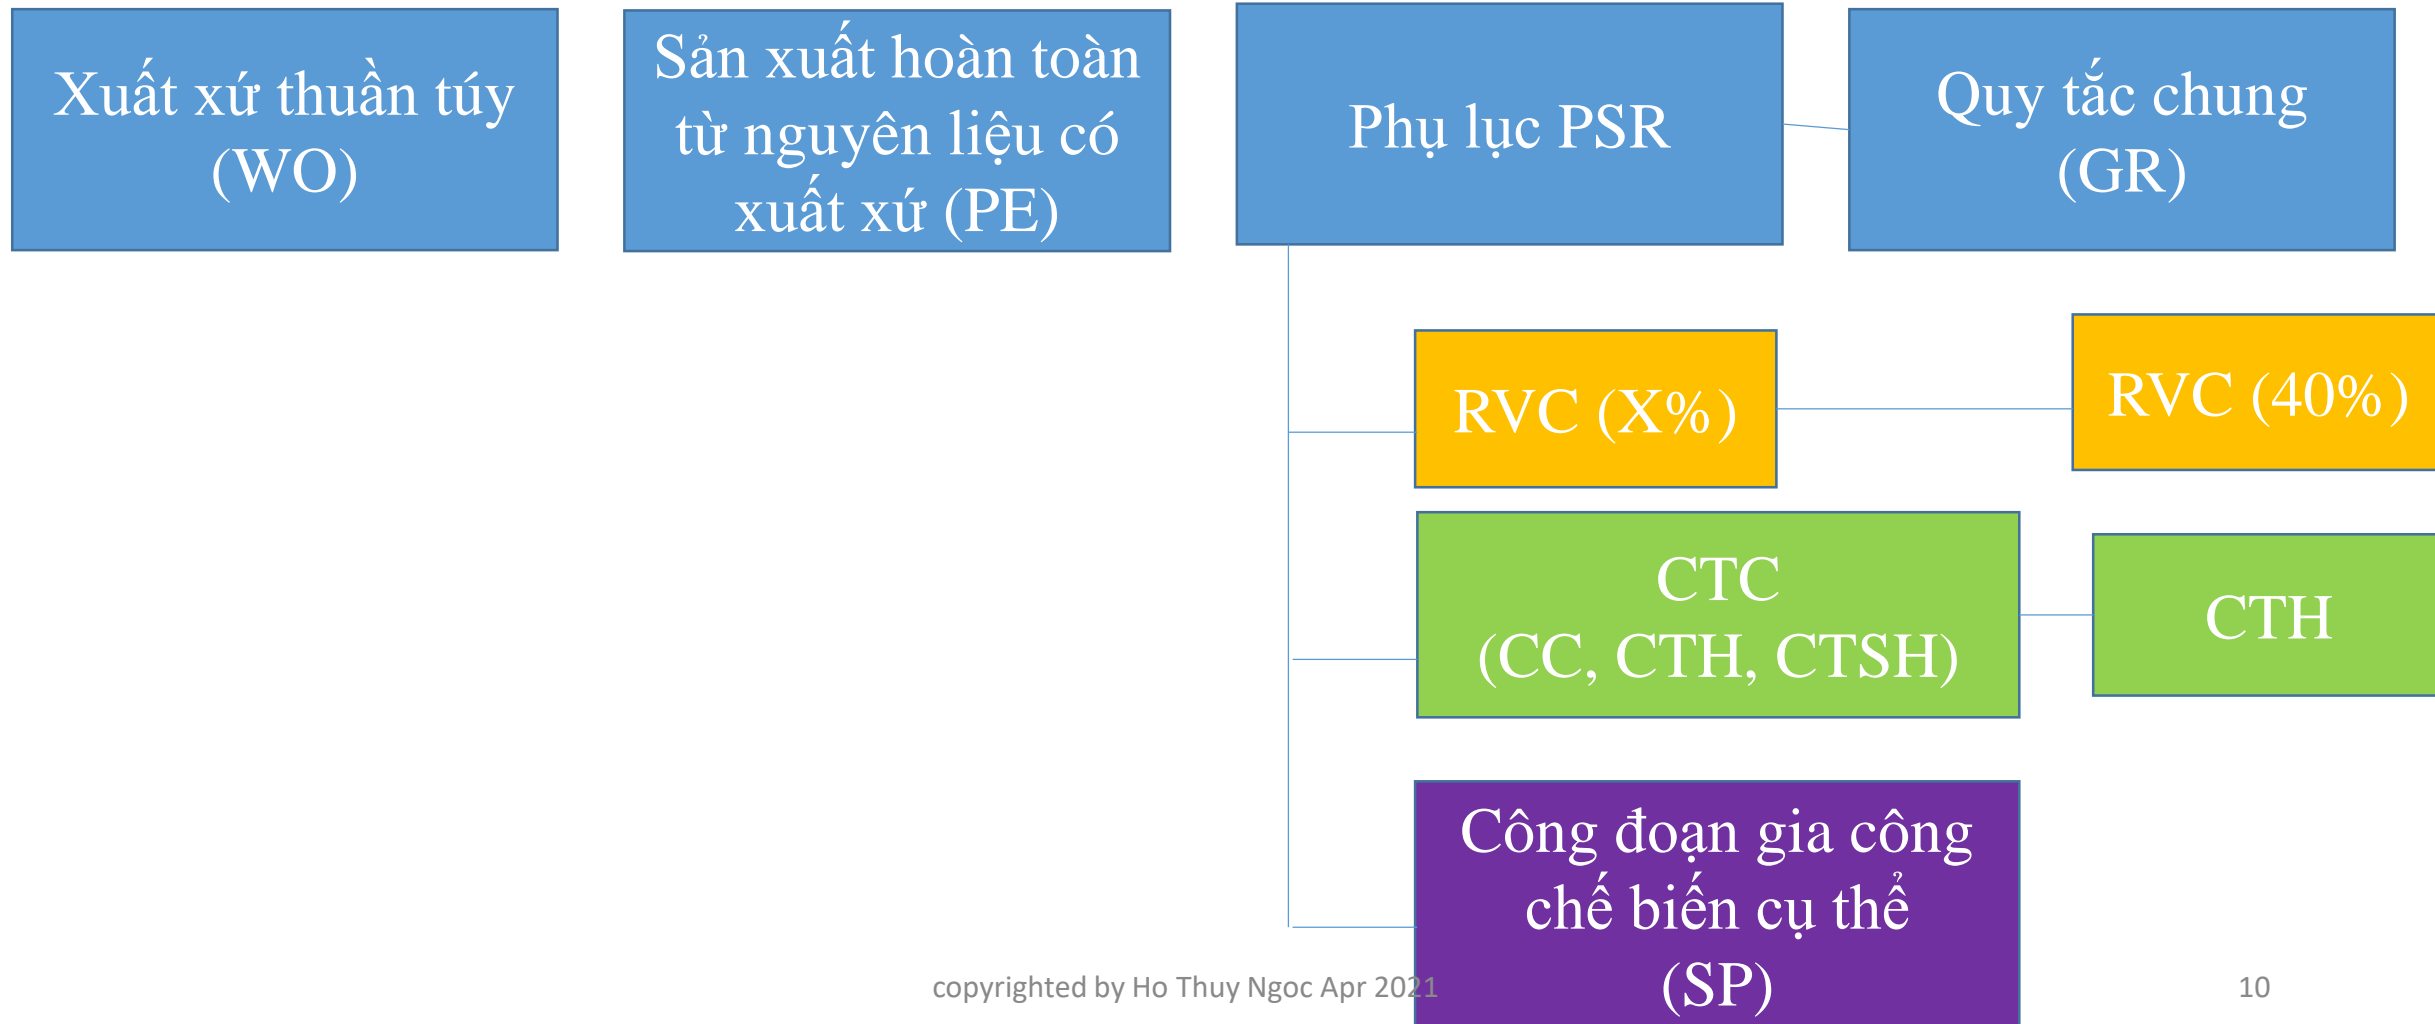 Xuất xứ thuần túy
(WO)
Sản xuất hoàn toàn
từ nguyên liệu có
xuất xứ (PE)
Phụ lục PSR
Quy tắc chung
(GR)
RVC (X%)
RVC (40%)
CTC
(CC, CTH, CTSH)
CTH
Công đoạn gia công
chế biến cụ thể
(SP)
copyrighted by Ho Thuy Ngoc Apr 2021
10